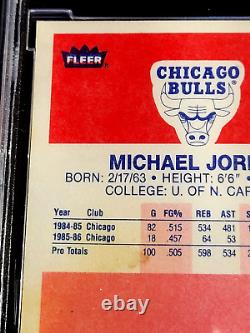 FLEER
CHICAGO
BULLS
MICHAEL JOR
BORN: 2/17/63 • HEIGHT: 6'6" •
COLLEGE: U. OF N. CAR
Year Club G FG% REB AST S
1984-85 Chicago 82 .515 534 481 1
1985-86 Chicago 18 .457 64 53
Pro Totals 100 .505 598 534 2